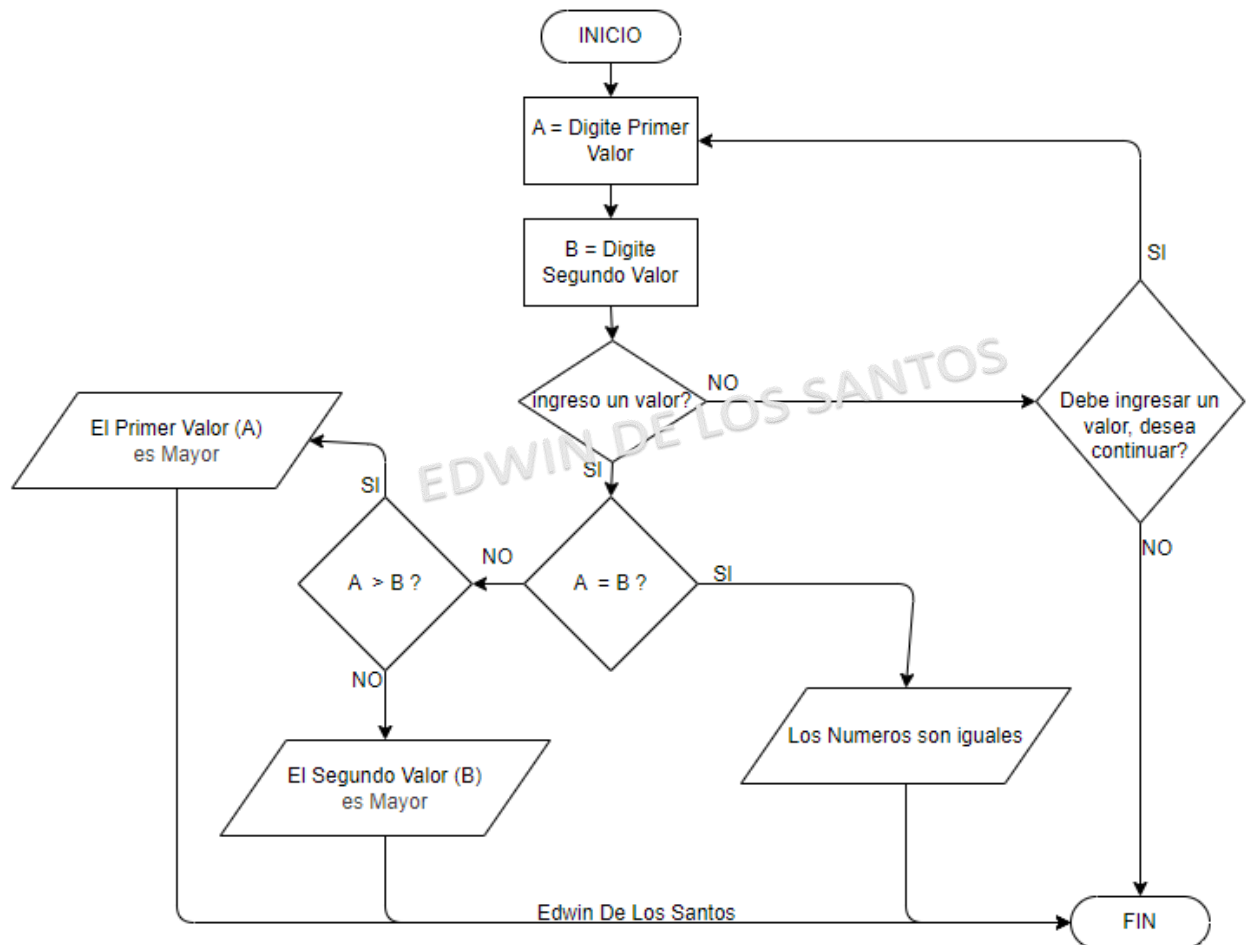 INICIO
A = Digite Primer
Valor
B = Digite
Segundo Valor
SI
ingreso un valor?
NO
Debe ingresar un
valor, desea
continuar?
EDWIN DE LOS SANTOS
El Primer Valor (A)
es Mayor
SI
SI
NO
A > B ?
NO
A = B ?
SI
NO
El Segundo Valor (B)
es Mayor
Los Numeros son iguales
Edwin De Los Santos
FIN